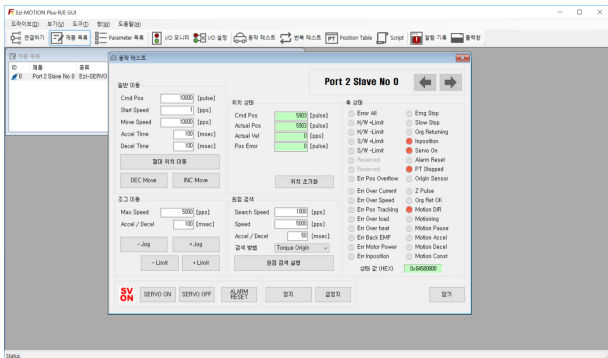 Ezi-MOTION Plus-R/E GUI
드라이브(D) 보기(V) 도구(T) 창(W) 도움말(H)
연결하기 제품 목록 Parameter 목록 I/O 모니터 I/O 설정 동작 테스트 반복 테스트 PT Position Table Script 알람 기록 출력창
제품 목록
ID 제품 종류
0 Port 2 Slave No 0 Ezi-SERVO
동작 테스트
Port 2 Slave No 0
일반 이동
Cmd Pos 10000 [pulse]
Start Speed 1 [pps]
Move Speed 10000 [pps]
Accel Time 100 [msec]
Decel Time 100 [msec]
절대 위치 이동
DEC Move INC Move
위치 상태
Cmd Pos 5903 [pulse]
Actual Pos 5903 [pulse]
Actual Vel 0 [pps]
Pos Error 0 [pulse]
위치 초기화
조그 이동
Max Speed 5000 [pps]
Accel / Decel 100 [msec]
- Jog + Jog
- Limit + Limit
원점 검색
Search Speed 1000 [pps]
Speed 5000 [pps]
Accel / Decel 50 [msec]
검색 방법 Torque Origin
원점 검색 실행
축 상태
Error All Emg Stop
H/W +Limit Slow Stop
H/W -Limit Org Returning
S/W +Limit Inposition
S/W -Limit Servo On
Reserved Alarm Reset
Reserved PT Stopped
Err Pos Overflow Origin Sensor
Err Over Current Z Pulse
Err Over Speed Org Ret OK
Err Pos Tracking Motion DIR
Err Over load Motioning
Err Over heat Motion Pause
Err Back EMF Motion Accel
Err Motor Power Motion Decel
Err Inposition Motion Const
상태 값 (HEX)
SV ON SERVO ON SERVO OFF ALARM RESET 정지 급정지 닫기
Status